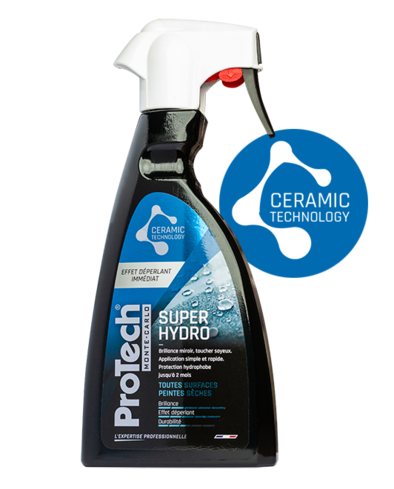 CERAMIC
TECHNOLOGY
CERAMIC
TECHNOLOGY
EFFET DÉPERLANT
IMMÉDIAT
ProTech®
MONTE-CARLO
SUPER
HYDRO
Brillance miroir, toucher soyeux.
Application simple et rapide.
Protection hydrophobe
jusqu'à 2 mois
TOUTES SURFACES
PEINTES SÈCHES
Brillance
Effet déperlant
Durabilité
L'EXPERTISE PROFESSIONNELLE